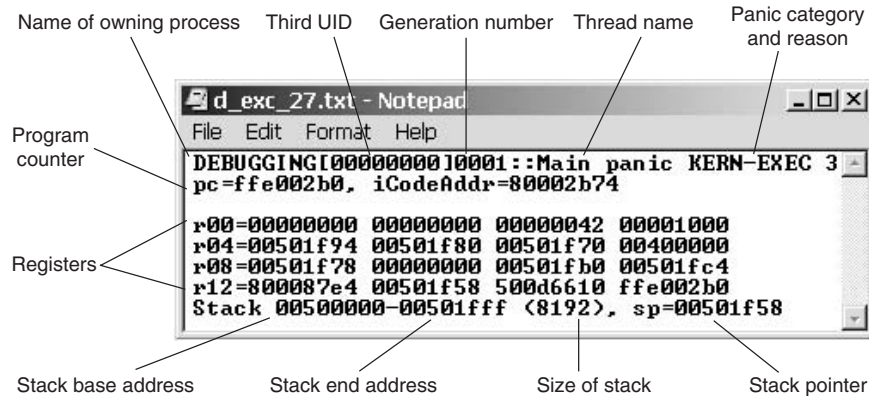 Name of owning process Third UID Generation number Thread name Panic category and reason
d_exc_27.txt - Notepad
File Edit Format Help
Program counter
DEBUGGING[00000000]0001::Main panic KERN-EXEC 3
pc=ffe002b0, iCodeAddr=80002b74
r00=00000000 00000000 00000042 00001000
r04=00501f94 00501f80 00501f70 00400000
Registers
r08=00501f78 00000000 00501fb0 00501fc4
r12=800087e4 00501f58 500d6610 ffe002b0
Stack 00500000-00501fff (8192), sp=00501f58
Stack base address Stack end address Size of stack Stack pointer